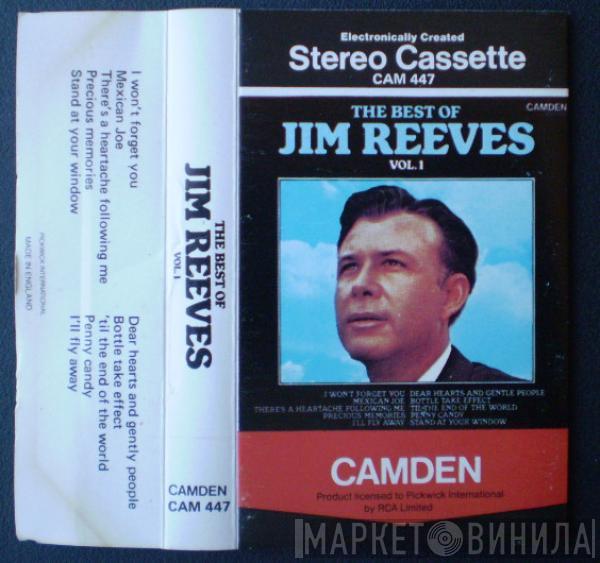 I won't forget you
Mexican Joe
There's a heartache following me
Precious memories
Stand at your window
Dear hearts and gently people
Bottle take effect
'til the end of the world
Penny candy
I'll fly away
PICKWICK INTERNATIONAL
MADE IN ENGLAND
THE BEST OF
JIM REEVES
VOL.1
CAMDEN
CAM 447
Electronically Created
Stereo Cassette
CAM 447
CAMDEN
THE BEST OF
JIM REEVES
VOL.1
I WON'T FORGET YOU DEAR HEARTS AND GENTLE PEOPLE
MEXICAN JOE BOTTLE TAKE EFFECT
THERE'S A HEARTACHE FOLLOWING ME TIL THE END OF THE WORLD
PRECIOUS MEMORIES PENNY CANDY
I'LL FLY AWAY STAND AT YOUR WINDOW
CAMDEN
Product licensed to Pickwick International
by RCA Limited
МАРКЕТ ВИНИЛА